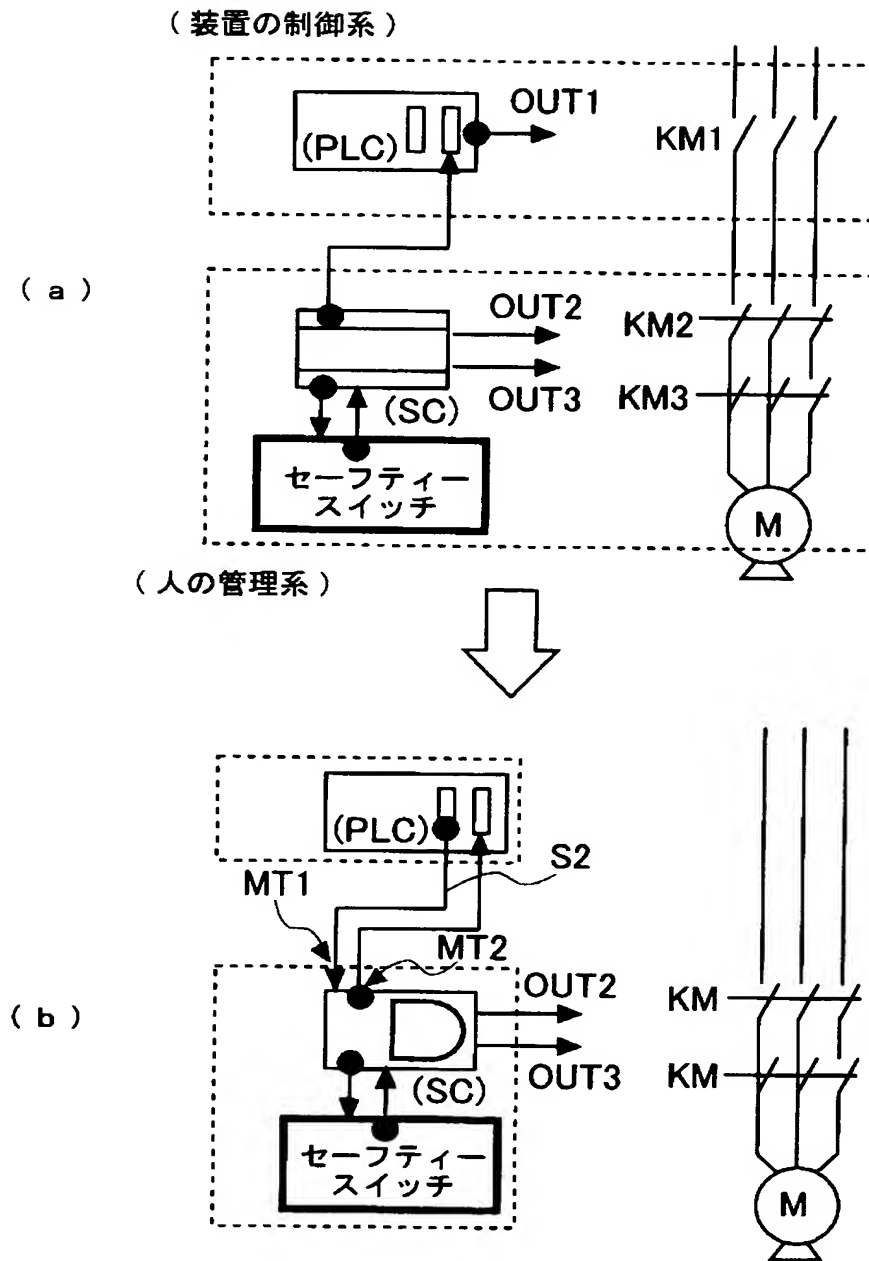 (装置の制御系)
OUT1
(PLC)
KM1
(a)
OUT2
KM2
OUT3
KM3
(SC)
セーフティー
スイッチ
M
(人の管理系)
(PLC)
S2
MT1
MT2
OUT2
KM
(b)
OUT3
KM
(SC)
セーフティー
スイッチ
M